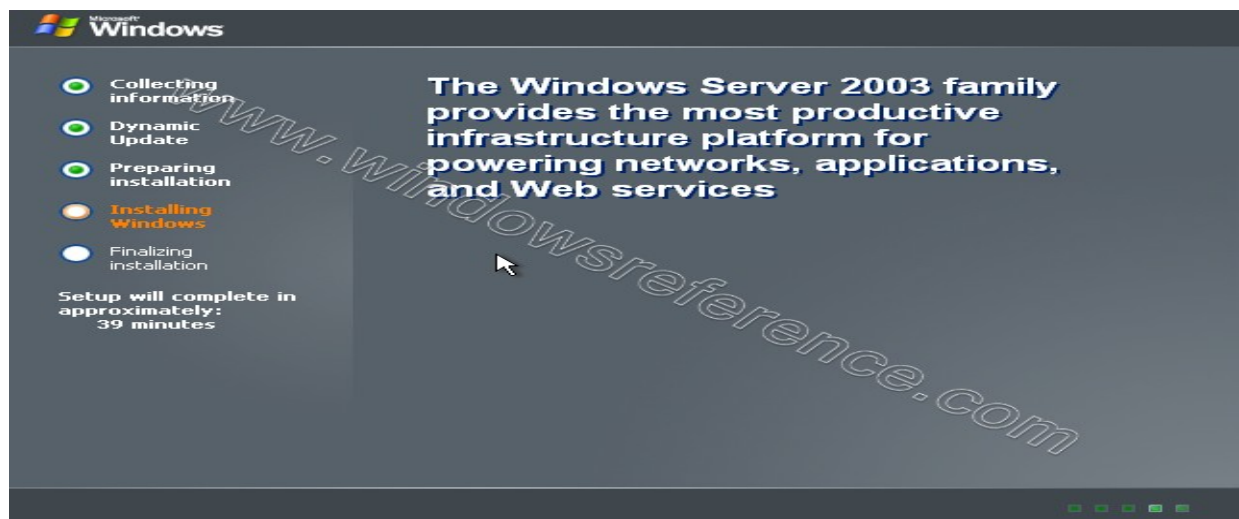 Microsoft
Windows
Collecting
information
Dynamic
Update
Preparing
installation
Installing
Windows
Finalizing
installation
Setup will complete in
approximately:
39 minutes
The Windows Server 2003 family
provides the most productive
infrastructure platform for
powering networks, applications,
and Web services
www.windowsreference.com